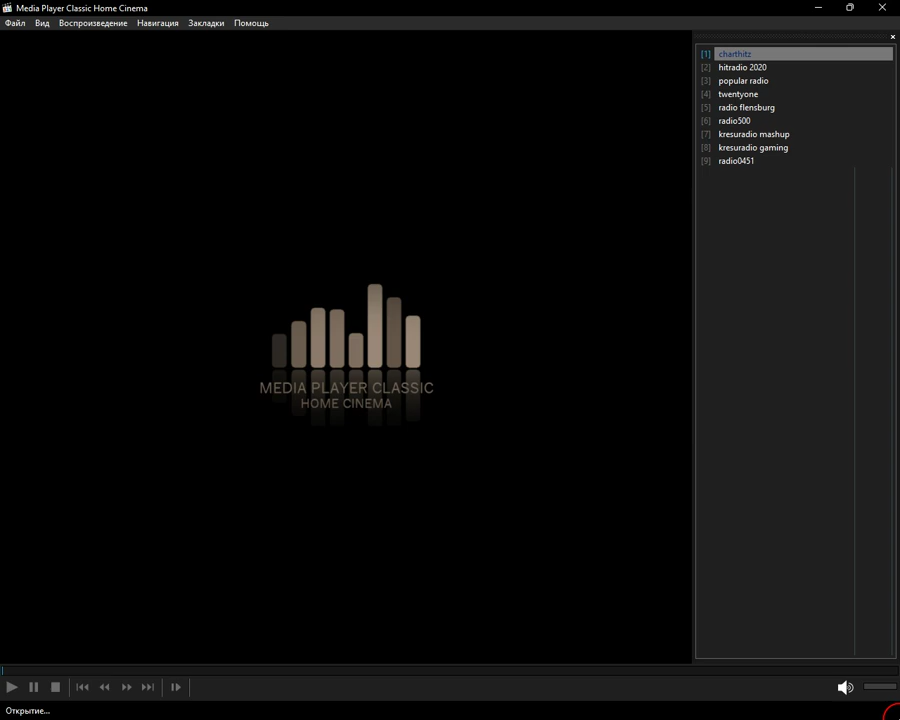 Media Player Classic Home Cinema
Файл Вид Воспроизведение Навигация Закладки Помощь
[1] charthitz
[2] hitradio 2020
[3] popular radio
[4] twentyone
[5] radio flensburg
[6] radio500
[7] kresuradio mashup
[8] kresuradio gaming
[9] radio0451
MEDIA PLAYER CLASSIC
HOME CINEMA
Открытие...